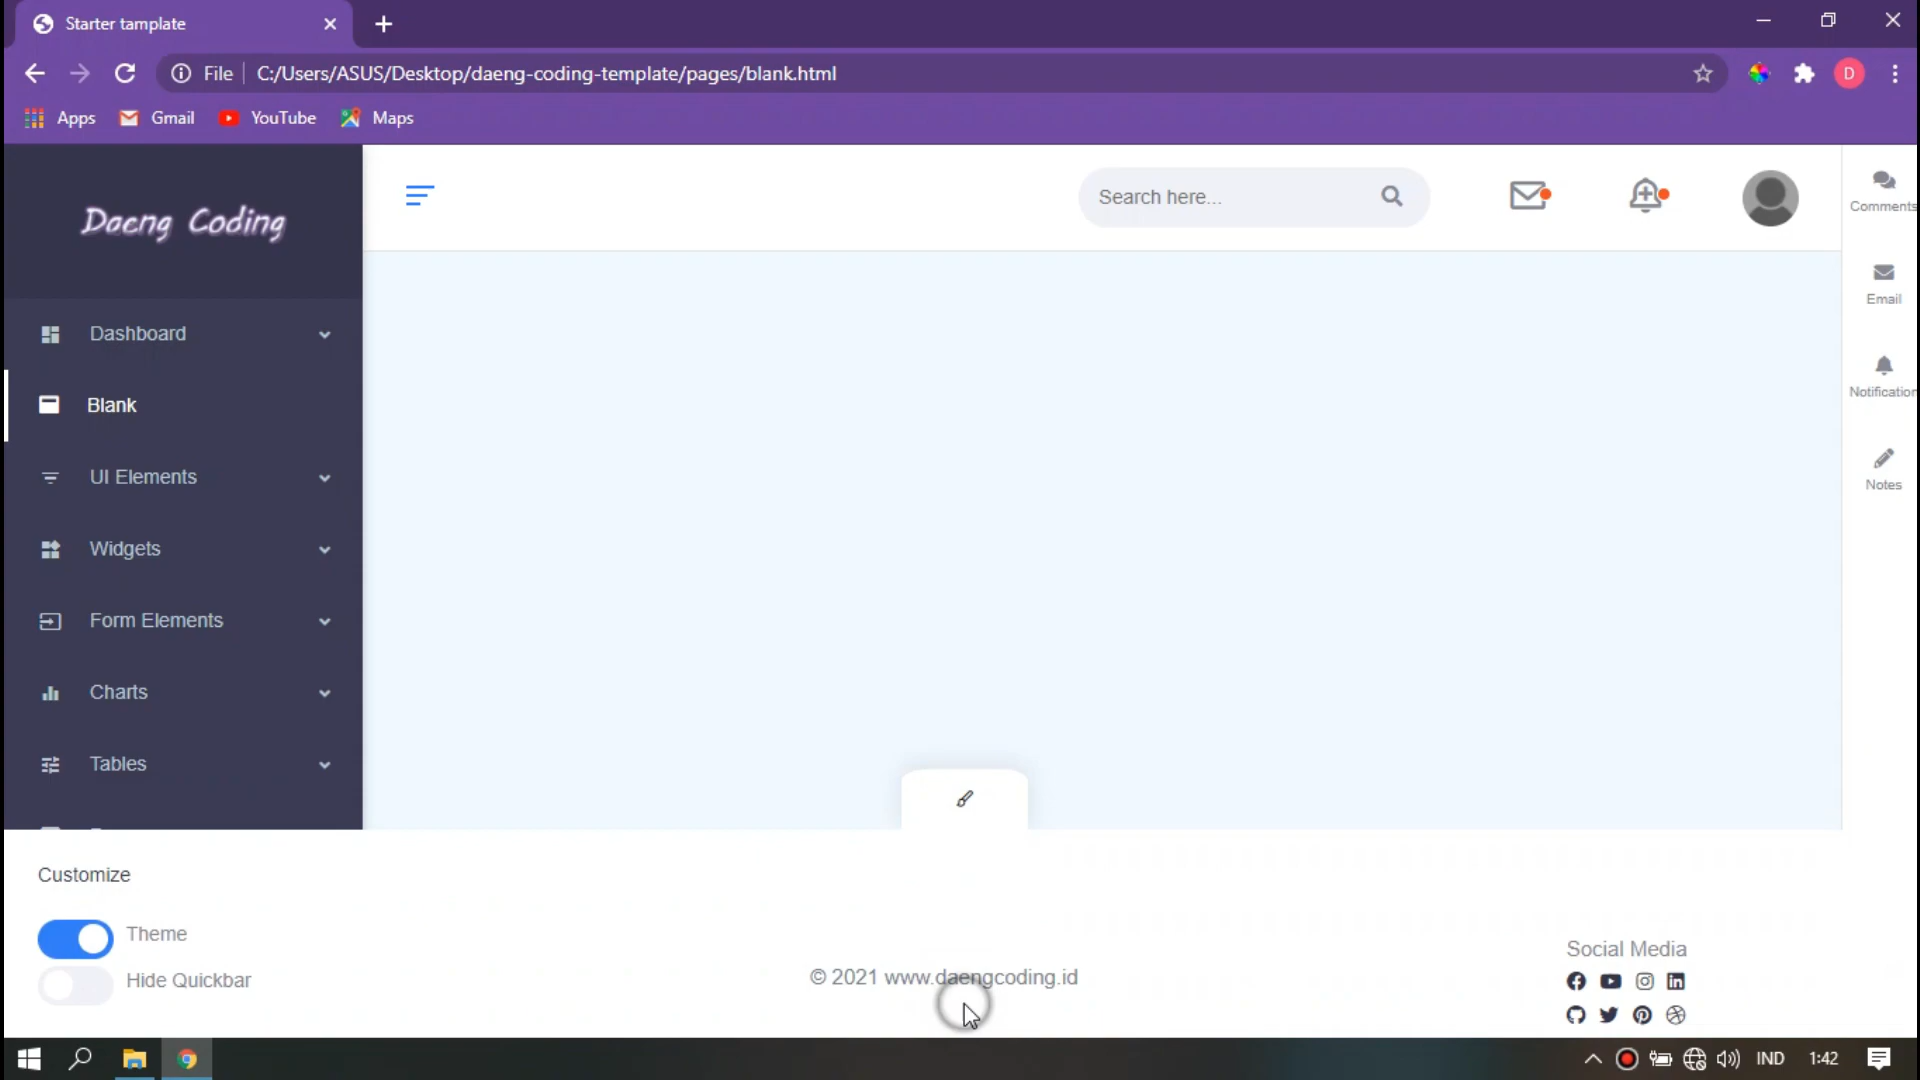 Starter tamplate
File
C:/Users/ASUS/Desktop/daeng-coding-template/pages/blank.html
D
Apps
Gmail
YouTube
Maps
Daeng Coding
Search here...
Comments
Email
Notification
Notes
Dashboard
Blank
UI Elements
Widgets
Form Elements
Charts
Tables
Customize
Theme
Hide Quickbar
© 2021 www.daengcoding.id
Social Media
IND
1:42